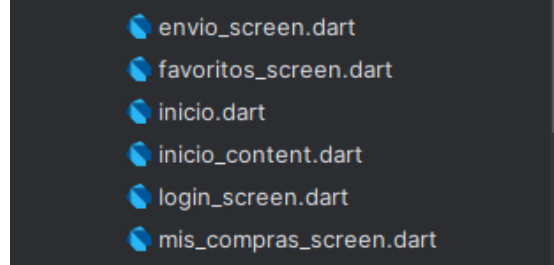 envio_screen.dart
favoritos_screen.dart
inicio.dart
inicio_content.dart
login_screen.dart
mis_compras_screen.dart